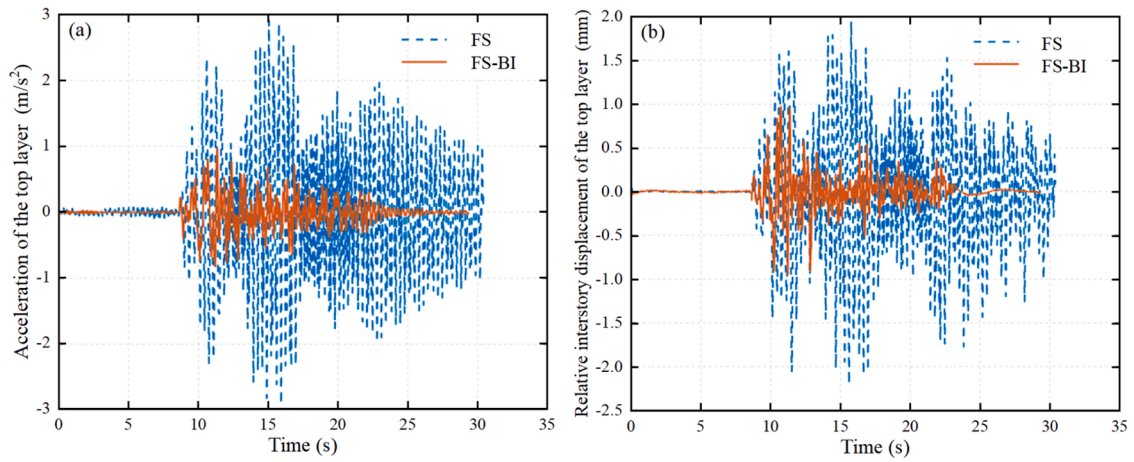 (a)
FS
FS-BI
Acceleration of the top layer (m/s²)
3
2
1
0
-1
-2
-3
0 5 10 15 20 25 30 35
Time (s)
(b)
FS
FS-BI
Relative interstory displacement of the top layer (mm)
2.0
1.5
1.0
0.5
0.0
-0.5
-1.0
-1.5
-2.0
-2.5
0 5 10 15 20 25 30 35
Time (s)